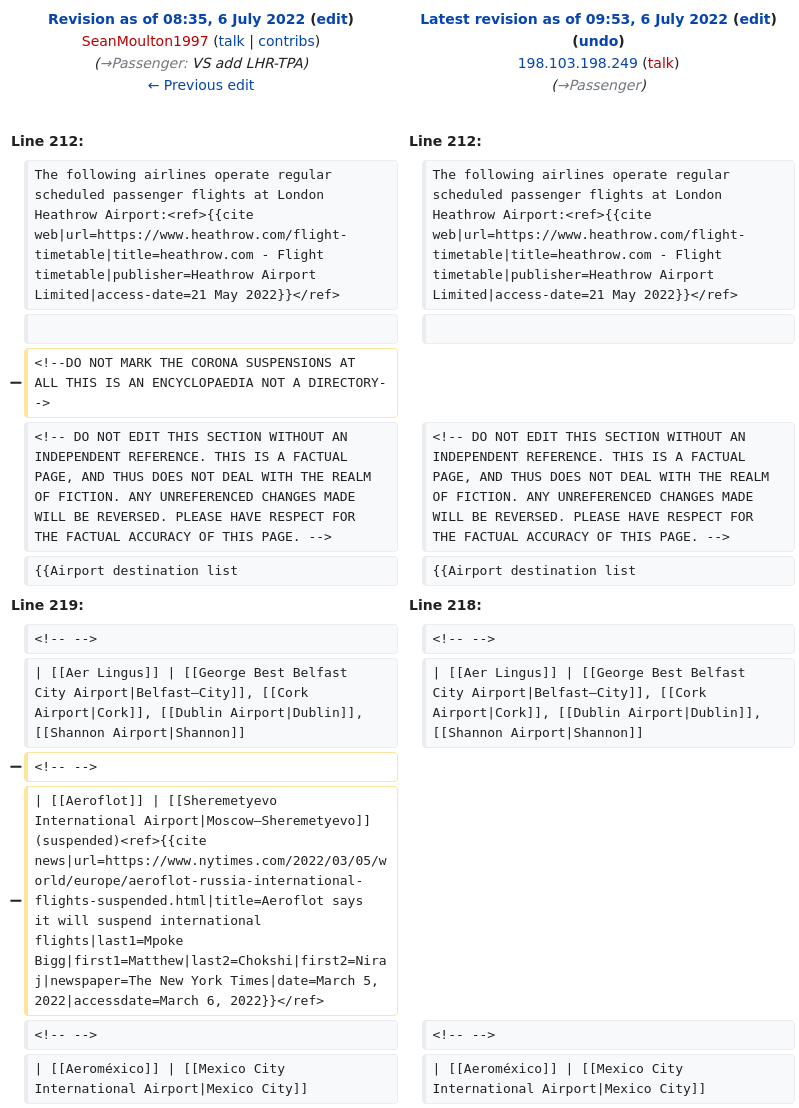 Revision as of 08:35, 6 July 2022 (edit)
SeanMoulton1997 (talk | contribs)
(→Passenger: VS add LHR-TPA)
← Previous edit
Latest revision as of 09:53, 6 July 2022 (edit)
(undo)
198.103.198.249 (talk)
(→Passenger)
Line 212:
The following airlines operate regular
scheduled passenger flights at London
Heathrow Airport:<ref>{{cite
web|url=https://www.heathrow.com/flight-
timetable|title=heathrow.com - Flight
timetable|publisher=Heathrow Airport
Limited|access-date=21 May 2022}}</ref>
Line 212:
The following airlines operate regular
scheduled passenger flights at London
Heathrow Airport:<ref>{{cite
web|url=https://www.heathrow.com/flight-
timetable|title=heathrow.com - Flight
timetable|publisher=Heathrow Airport
Limited|access-date=21 May 2022}}</ref>
−
<!--DO NOT MARK THE CORONA SUSPENSIONS AT
ALL THIS IS AN ENCYCLOPAEDIA NOT A DIRECTORY-
->
<!-- DO NOT EDIT THIS SECTION WITHOUT AN
INDEPENDENT REFERENCE. THIS IS A FACTUAL
PAGE, AND THUS DOES NOT DEAL WITH THE REALM
OF FICTION. ANY UNREFERENCED CHANGES MADE
WILL BE REVERSED. PLEASE HAVE RESPECT FOR
THE FACTUAL ACCURACY OF THIS PAGE. -->
<!-- DO NOT EDIT THIS SECTION WITHOUT AN
INDEPENDENT REFERENCE. THIS IS A FACTUAL
PAGE, AND THUS DOES NOT DEAL WITH THE REALM
OF FICTION. ANY UNREFERENCED CHANGES MADE
WILL BE REVERSED. PLEASE HAVE RESPECT FOR
THE FACTUAL ACCURACY OF THIS PAGE. -->
{{Airport destination list
{{Airport destination list
Line 219:
Line 218:
<!-- -->
<!-- -->
| [[Aer Lingus]] | [[George Best Belfast
City Airport|Belfast–City]], [[Cork
Airport|Cork]], [[Dublin Airport|Dublin]],
[[Shannon Airport|Shannon]]
| [[Aer Lingus]] | [[George Best Belfast
City Airport|Belfast–City]], [[Cork
Airport|Cork]], [[Dublin Airport|Dublin]],
[[Shannon Airport|Shannon]]
−
<!-- -->
−
| [[Aeroflot]] | [[Sheremetyevo
International Airport|Moscow–Sheremetyevo]]
(suspended)<ref>{{cite
news|url=https://www.nytimes.com/2022/03/05/w
orld/europe/aeroflot-russia-international-
flights-suspended.html|title=Aeroflot says
it will suspend international
flights|last1=Mpoke
Bigg|first1=Matthew|last2=Chokshi|first2=Nira
j|newspaper=The New York Times|date=March 5,
2022|accessdate=March 6, 2022}}</ref>
<!-- -->
<!-- -->
| [[Aeroméxico]] | [[Mexico City
International Airport|Mexico City]]
| [[Aeroméxico]] | [[Mexico City
International Airport|Mexico City]]